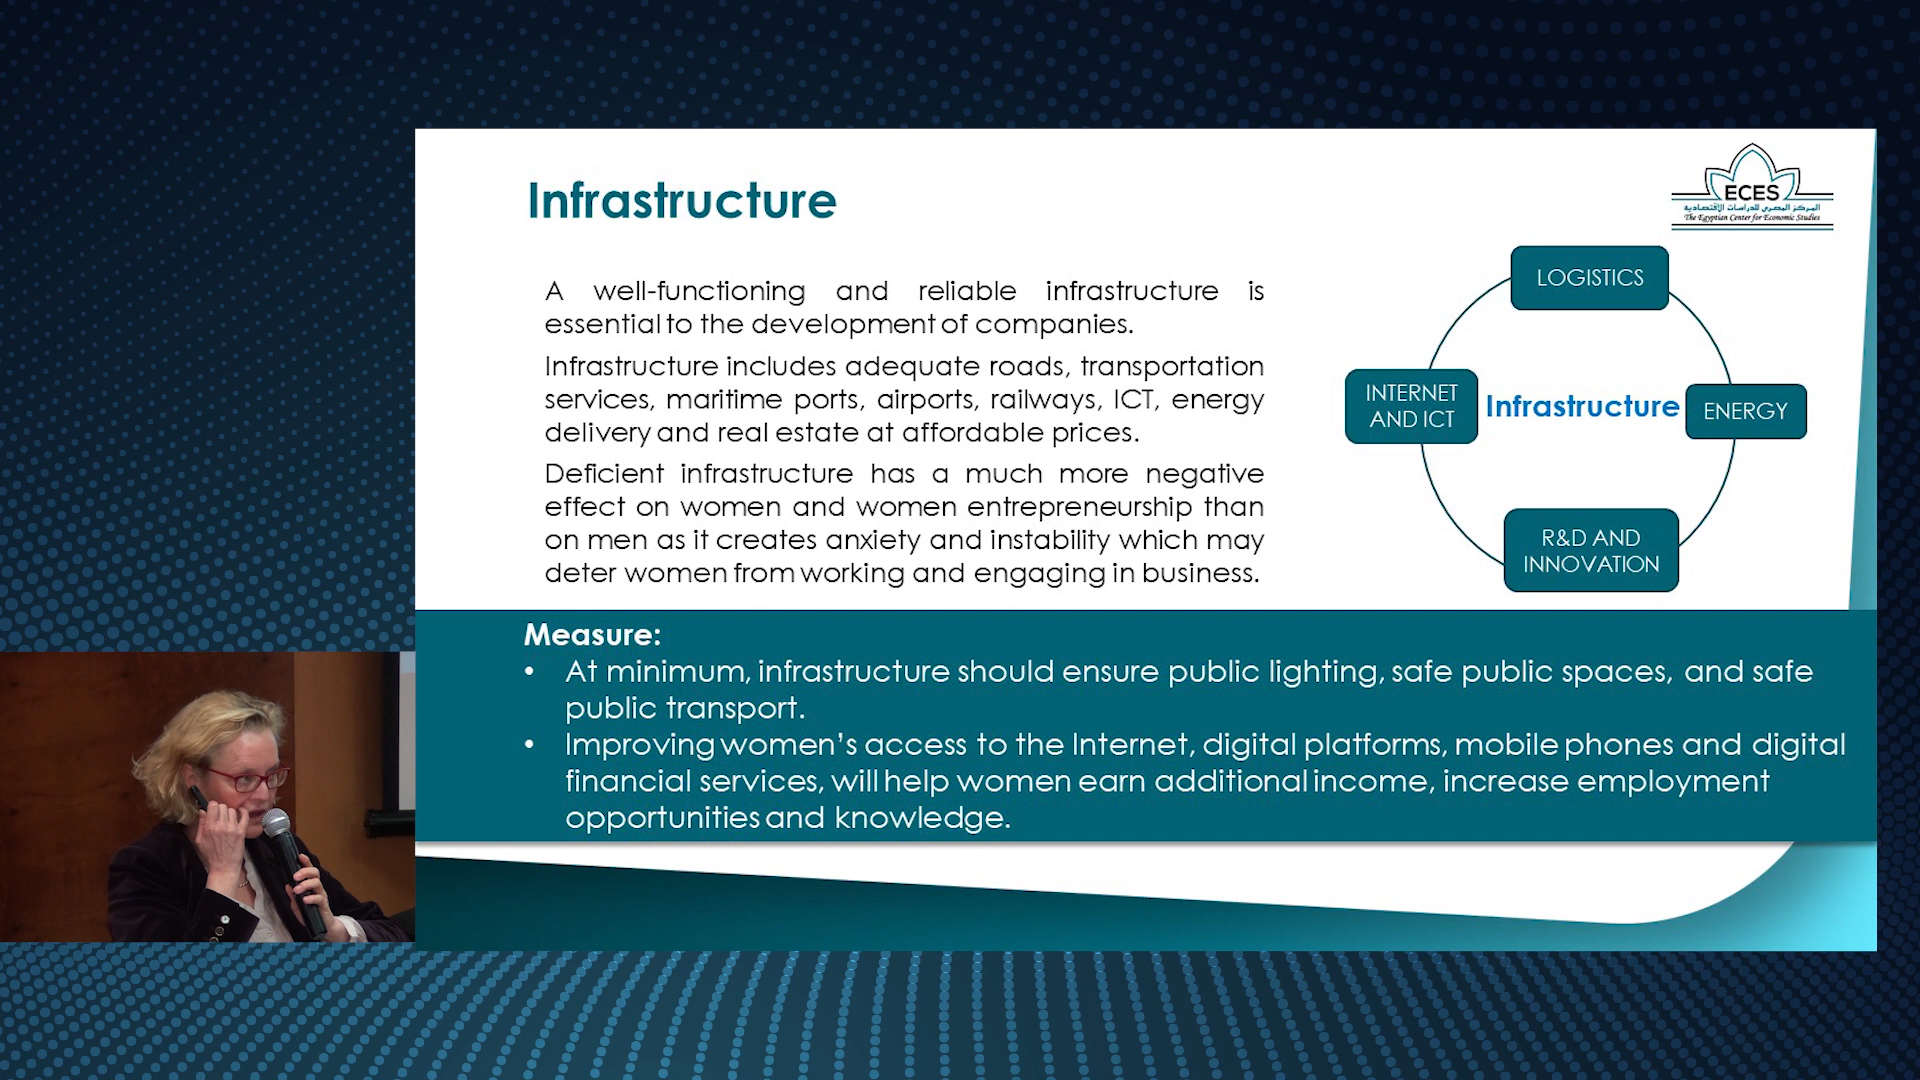 Infrastructure
ECES
المركز المصري للدراسات الاقتصادية
The Egyptian Center for Economic Studies
A well-functioning and reliable infrastructure is
essential to the development of companies.
Infrastructure includes adequate roads, transportation
services, maritime ports, airports, railways, ICT, energy
delivery and real estate at affordable prices.
Deficient infrastructure has a much more negative
effect on women and women entrepreneurship than
on men as it creates anxiety and instability which may
deter women from working and engaging in business.
LOGISTICS
INTERNET
AND ICT
Infrastructure
ENERGY
R&D AND
INNOVATION
Measure:
• At minimum, infrastructure should ensure public lighting, safe public spaces, and safe
public transport.
• Improving women’s access to the Internet, digital platforms, mobile phones and digital
financial services, will help women earn additional income, increase employment
opportunities and knowledge.